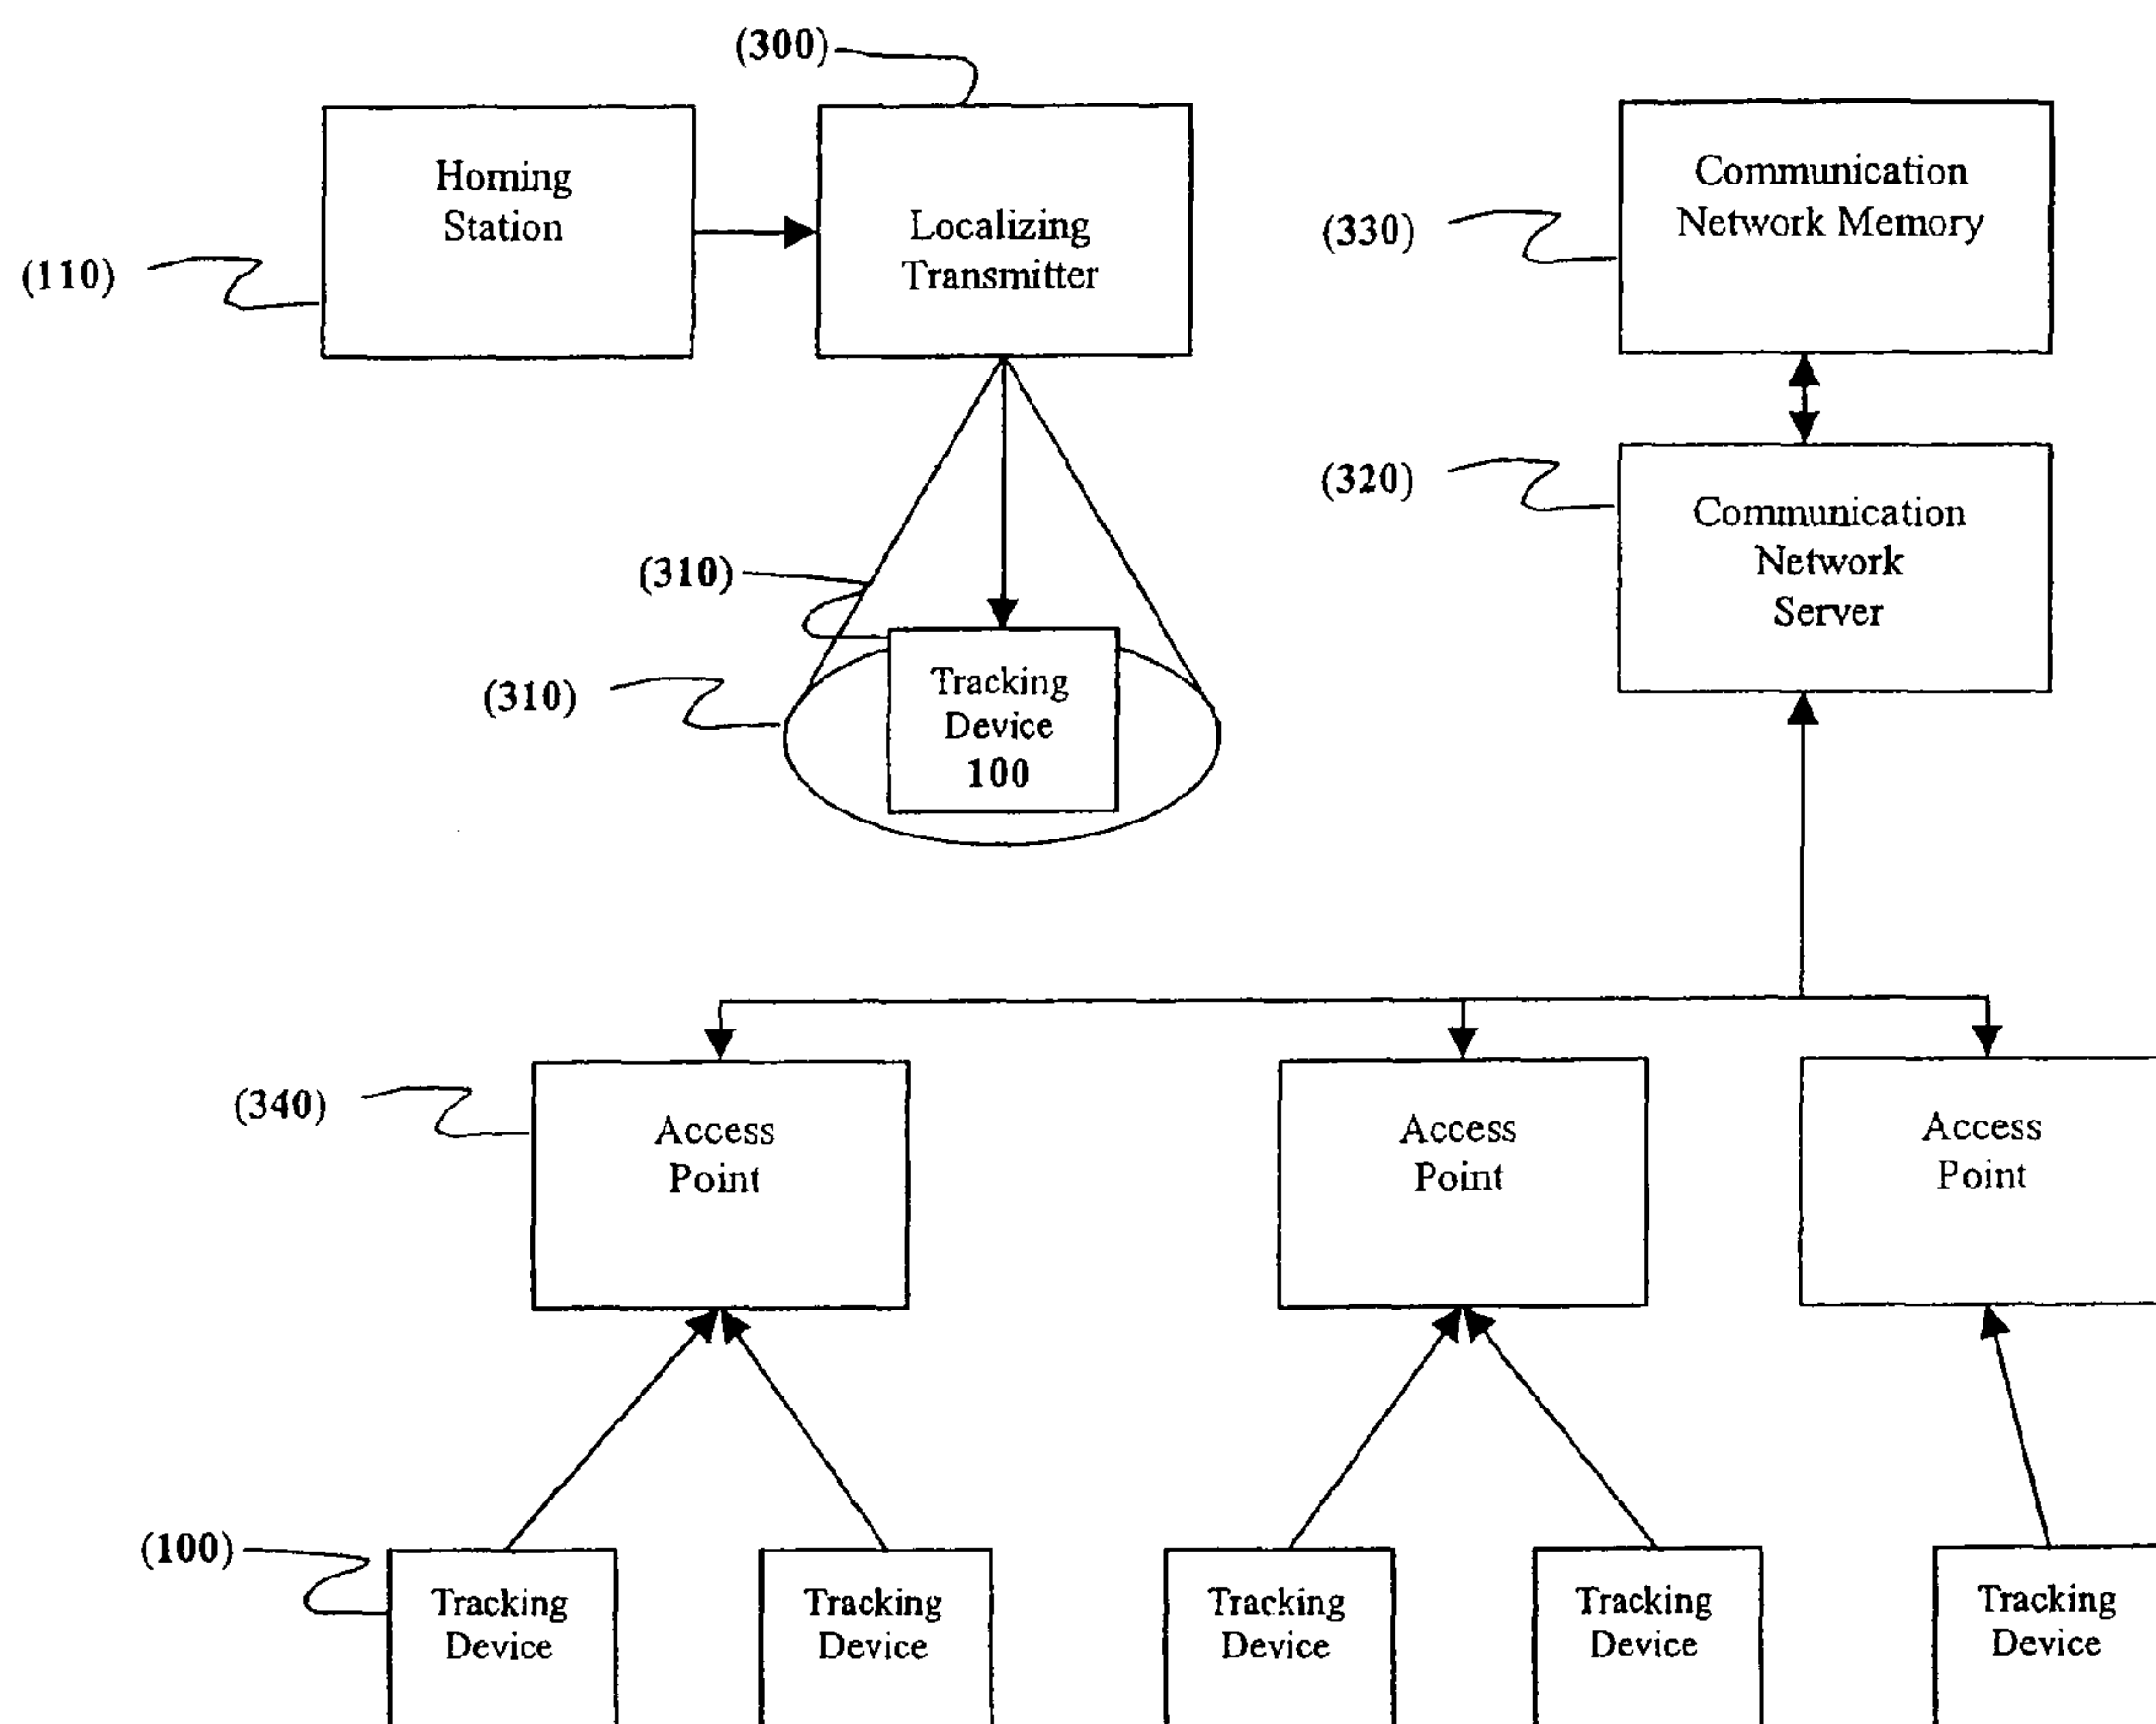 (300)
Homing
Station
Localizing
Transmitter
(110)
Communication
Network Memory
(330)
(320)
Communication
Network
Server
(310)
(310)
Tracking
Device
100
(340)
Access
Point
Access
Point
Access
Point
(100)
Tracking
Device
Tracking
Device
Tracking
Device
Tracking
Device
Tracking
Device